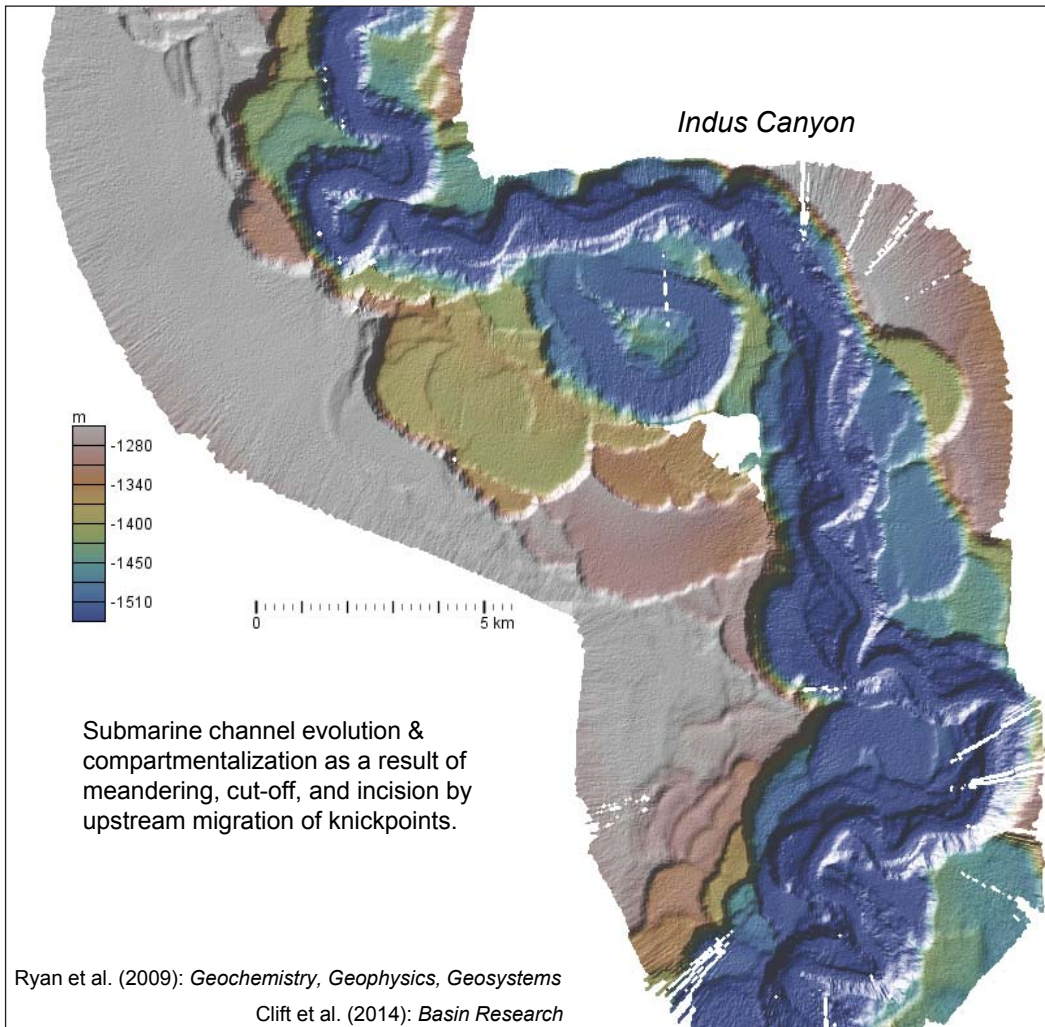 Indus Canyon
m
-1280
-1340
-1400
-1450
-1510
0 5 km
Submarine channel evolution &
compartmentalization as a result of
meandering, cut-off, and incision by
upstream migration of knickpoints.
Ryan et al. (2009): Geochemistry, Geophysics, Geosystems
Clift et al. (2014): Basin Research